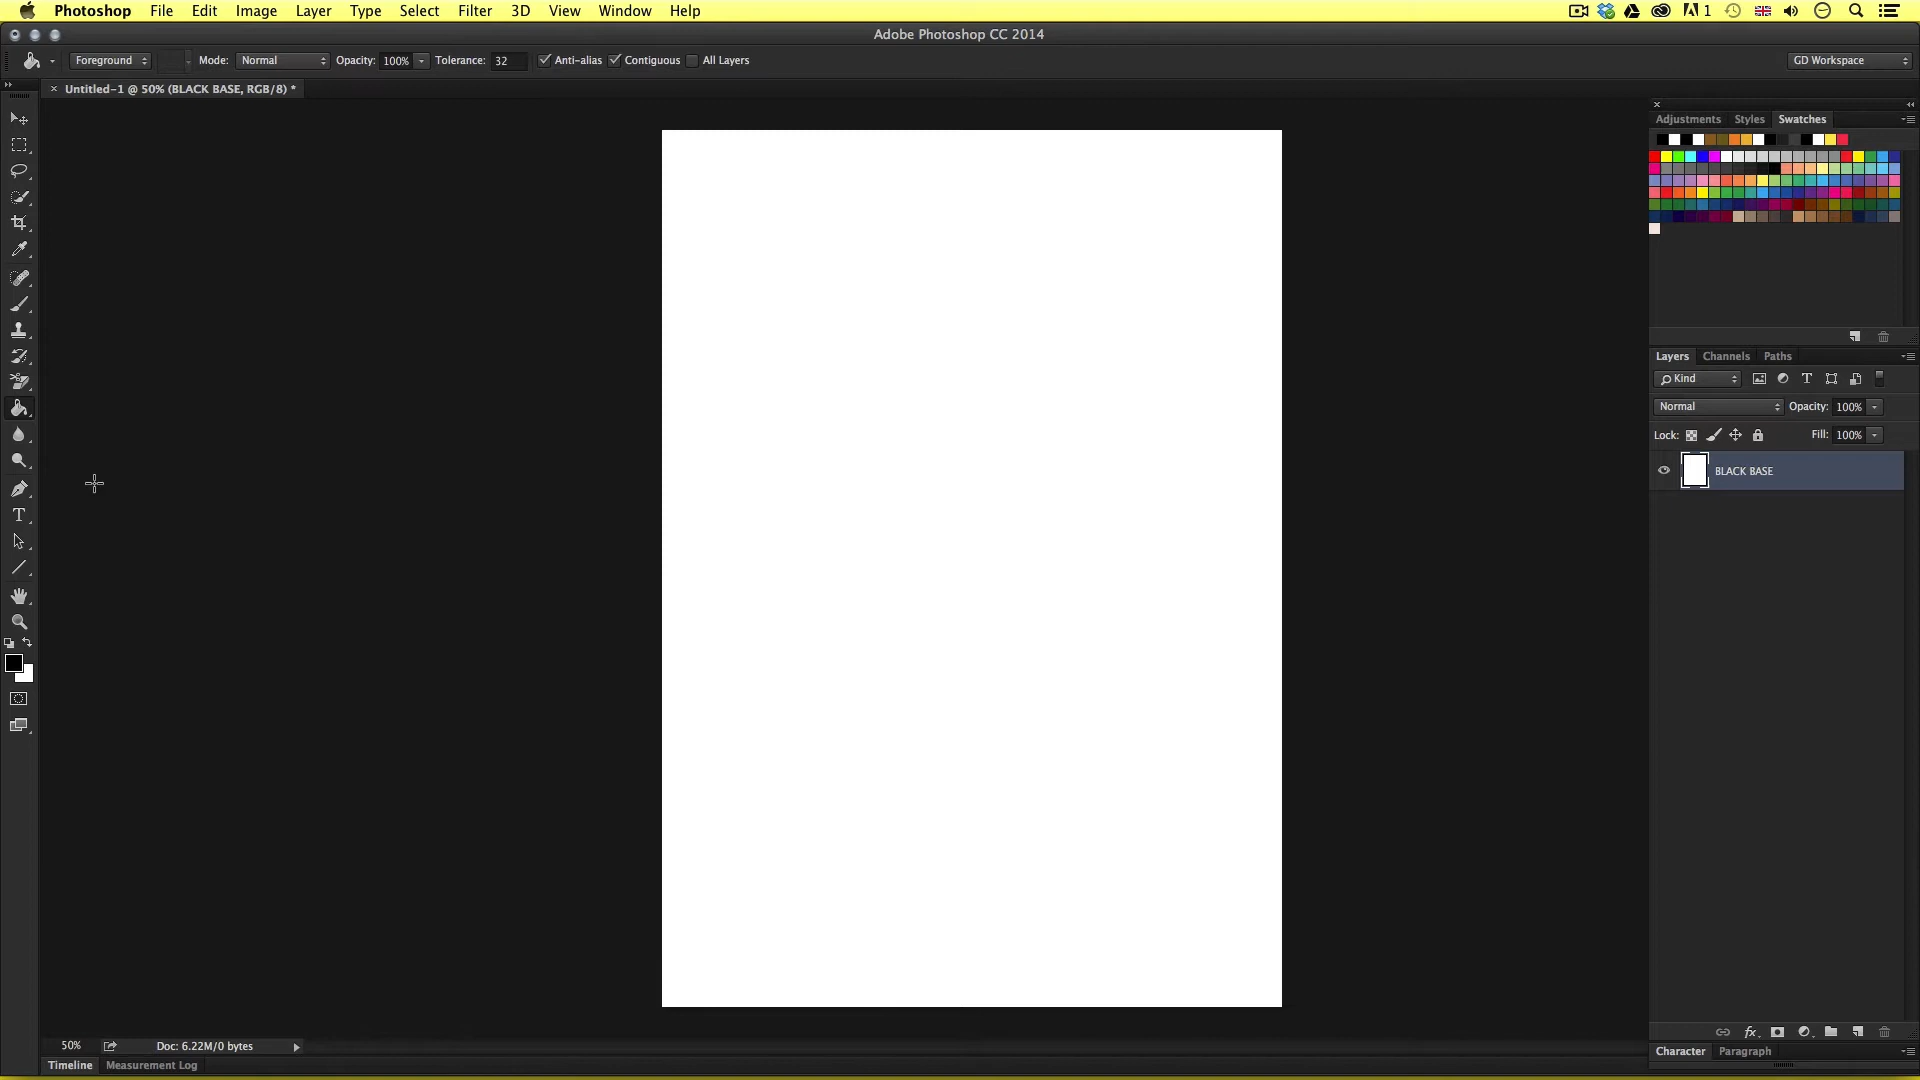 Photoshop File Edit Image Layer Type Select Filter 3D View Window Help 1
Adobe Photoshop CC 2014
Foreground Mode: Normal Opacity: 100% Tolerance: 32 Anti-alias Contiguous All Layers GD Workspace
× Untitled-1 @ 50% (BLACK BASE, RGB/8) *
Adjustments Styles Swatches
Layers Channels Paths
Kind
Normal Opacity: 100%
Lock: Fill: 100%
BLACK BASE
50% Doc: 6.22M/0 bytes
Character Paragraph
Timeline Measurement Log